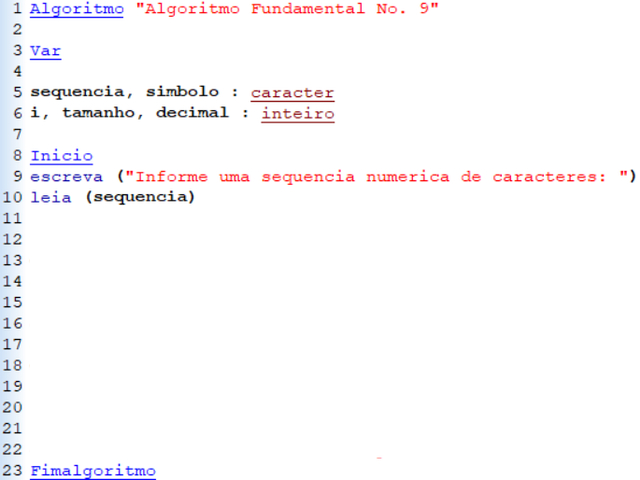 1 Algoritmo "Algoritmo Fundamental No. 9"
2
3 Var
4
5 sequencia, simbolo : caracter
6 i, tamanho, decimal : inteiro
7
8 Inicio
9 escreva ("Informe uma sequencia numerica de caracteres: ")
10 leia (sequencia)
11
12
13
14
15
16
17
18
19
20
21
22
23 Fimalgoritmo